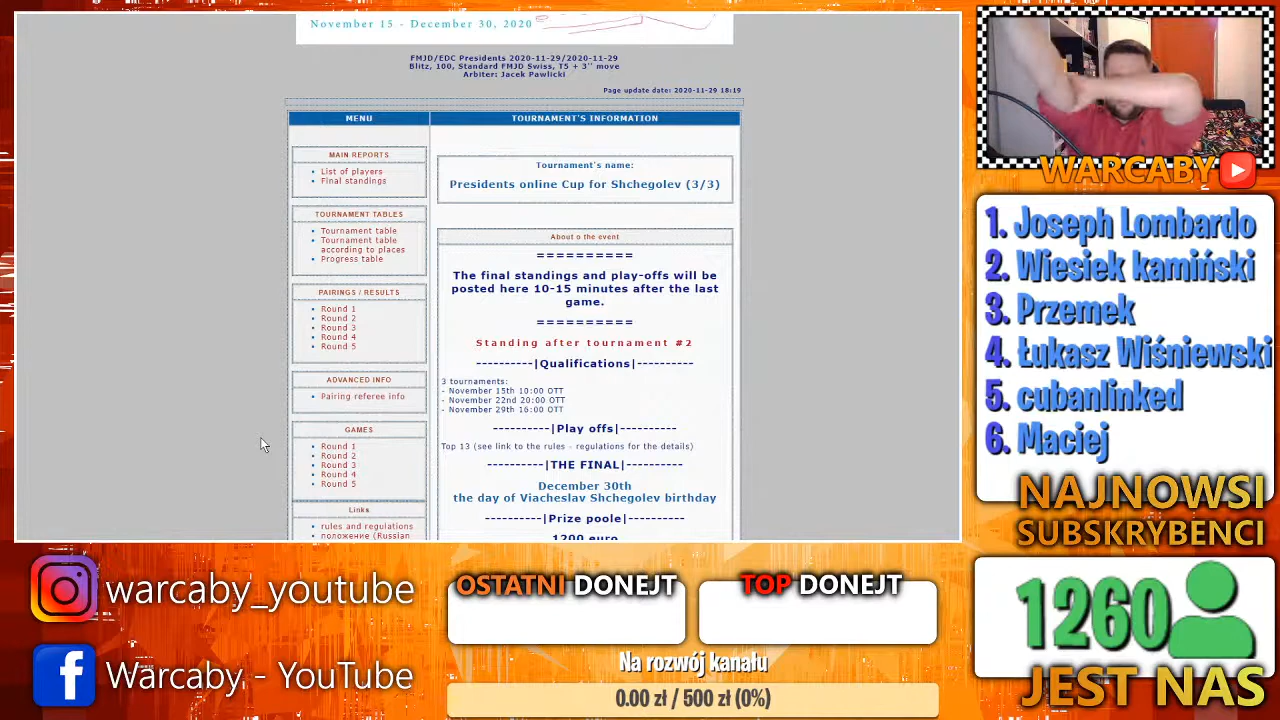 November 15 - December 30, 2020
FMJD/EDC Presidents 2020-11-29/2020-11-29
Blitz, 100, Standard FMJD Swiss, T5 + 3'' move
Arbiter: Jacek Pawlicki
Page update date: 2020-11-29 18:19
MENU
MAIN REPORTS
List of players
Final standings
TOURNAMENT TABLES
Tournament table
Tournament table
according to places
Progress table
PAIRINGS / RESULTS
Round 1
Round 2
Round 3
Round 4
Round 5
ADVANCED INFO
Pairing referee info
GAMES
Round 1
Round 2
Round 3
Round 4
Round 5
Links
rules and regulations
положение (Russian
TOURNAMENT'S INFORMATION
Tournament's name:
Presidents online Cup for Shchegolev (3/3)
About o the event
==========
The final standings and play-offs will be
posted here 10-15 minutes after the last
game.
==========
Standing after tournament #2
----------|Qualifications|----------
3 tournaments:
- November 15th 10:00 OTT
- November 22nd 20:00 OTT
- November 29th 16:00 OTT
----------|Play offs|----------
Top 13 (see link to the rules - regulations for the details)
----------|THE FINAL|----------
December 30th
the day of Viacheslav Shchegolev birthday
----------|Prize poole|----------
1200 euro
WARCABY
1. Joseph Lombardo
2. Wiesiek kamiński
3. Przemek
4. Łukasz Wiśniewski
5. cubanlinked
6. Maciej
NAJNOWSI
SUBSKRYBENCI
1260
JEST NAS
warcaby_youtube
Warcaby - YouTube
OSTATNI DONEJT
TOP DONEJT
Na rozwój kanału
0.00 zł / 500 zł (0%)